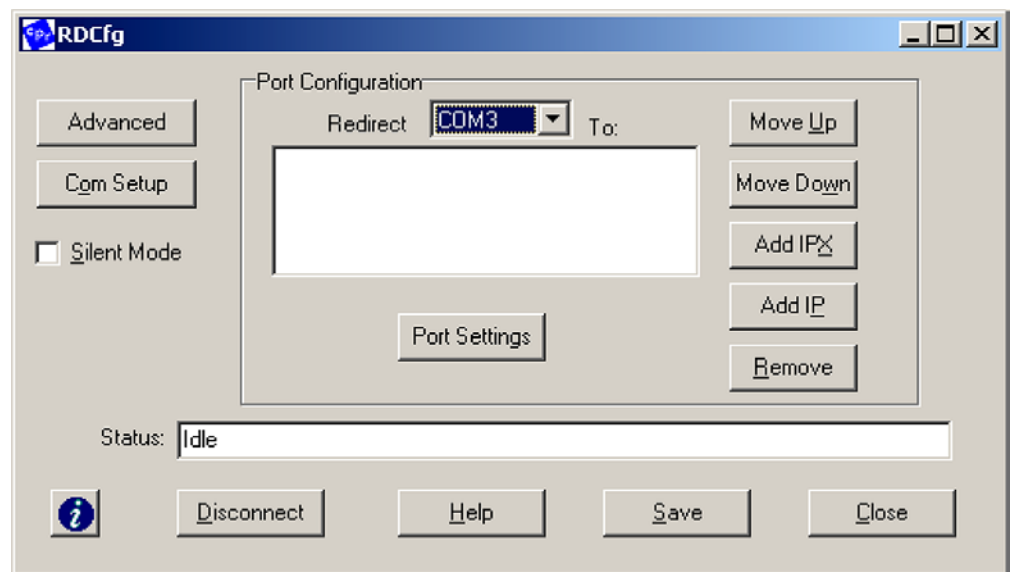 RDCfg
Port Configuration
Advanced
Redirect COM3 To:
Move Up
Com Setup
Move Down
Silent Mode
Add IPX
Add IP
Port Settings
Remove
Status: Idle
i Disconnect Help Save Close